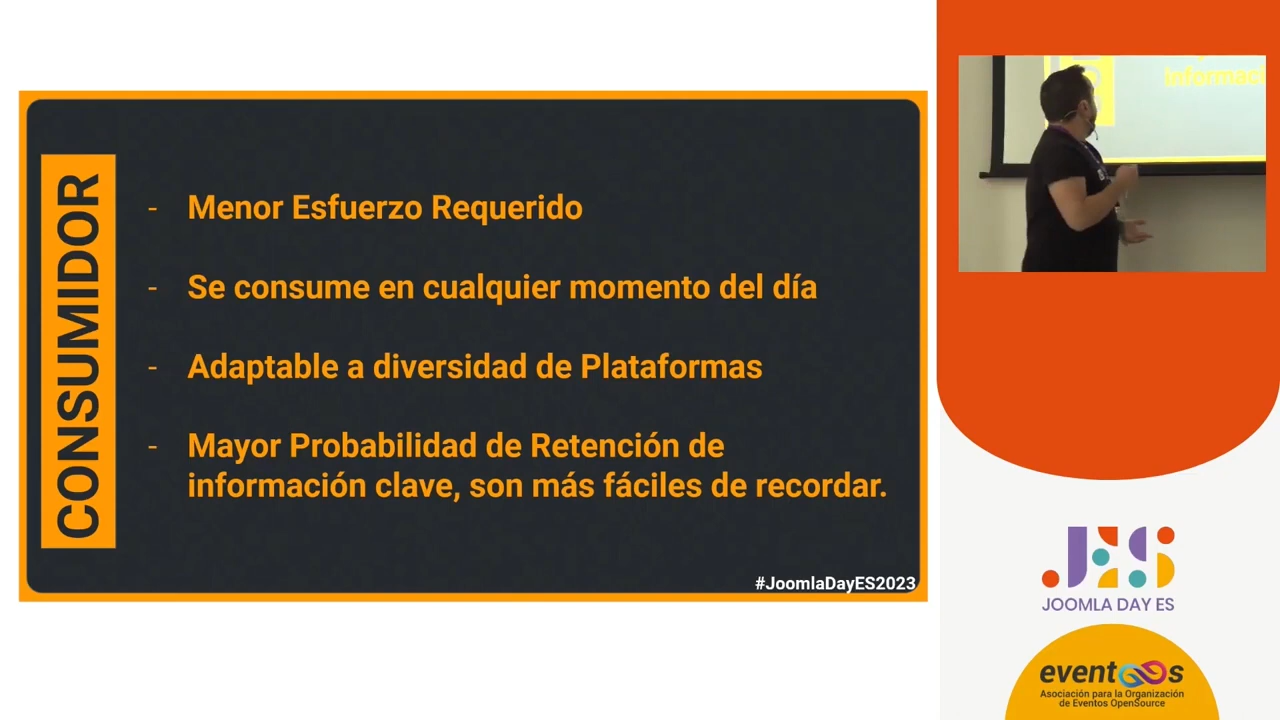 CONSUMIDOR
- Menor Esfuerzo Requerido
- Se consume en cualquier momento del día
- Adaptable a diversidad de Plataformas
- Mayor Probabilidad de Retención de
información clave, son más fáciles de recordar.
#JoomlaDayES2023
JES
JOOMLA DAY ES
eventoos
Asociación para la Organización
de Eventos OpenSource